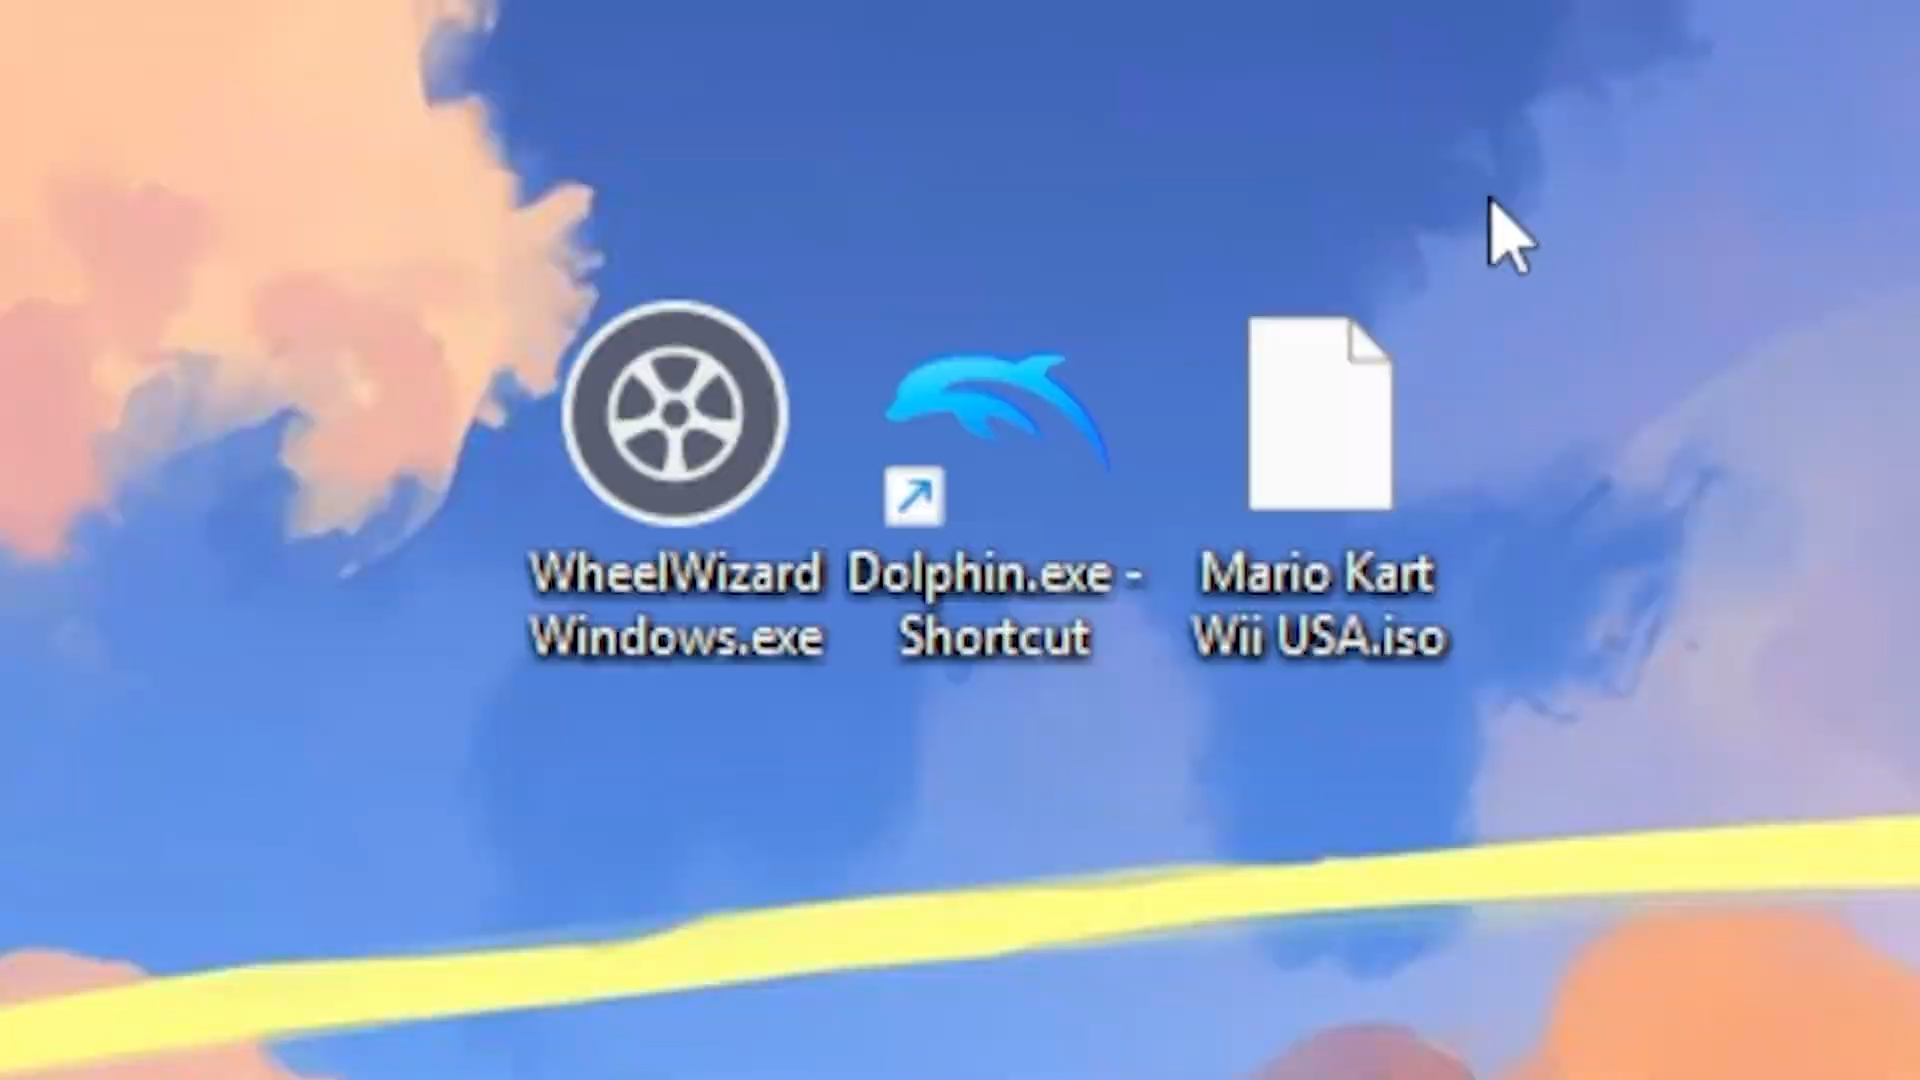 WheelWizard
Windows.exe
Dolphin.exe -
Shortcut
Mario Kart
Wii USA.iso